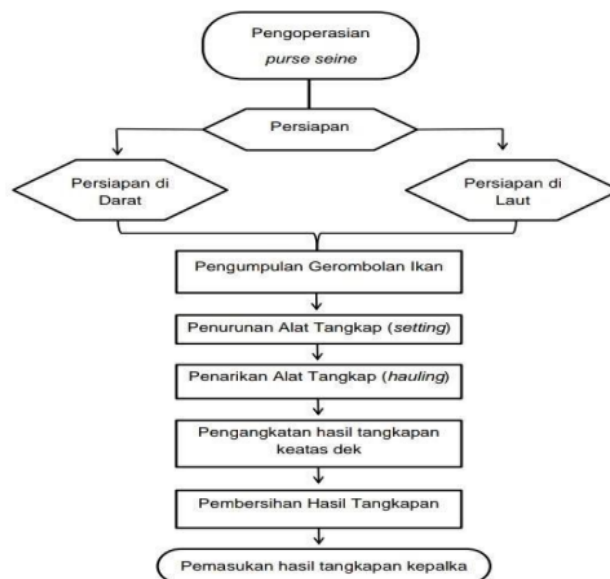 Pengoperasian
purse seine
Persiapan
Persiapan di
Darat
Persiapan di
Laut
Pengumpulan Gerombolan Ikan
Penurunan Alat Tangkap (setting)
Penarikan Alat Tangkap (hauling)
Pengangkatan hasil tangkapan
keatas dek
Pembersihan Hasil Tangkapan
Pemasukan hasil tangkapan kepalka